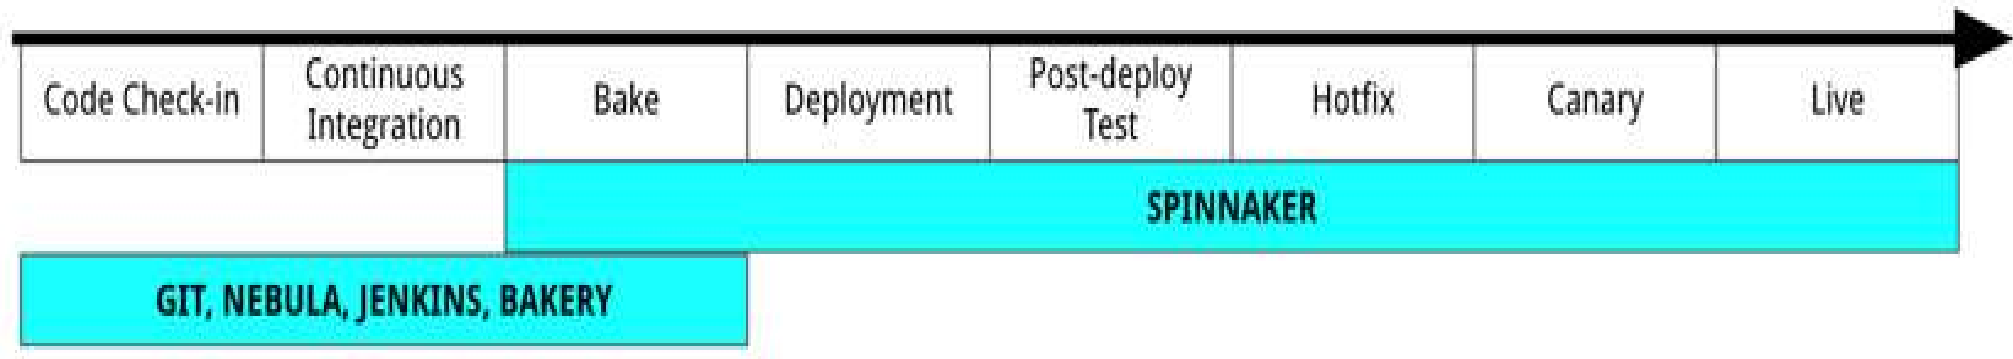 Code Check-in
Continuous
Integration
Bake
Deployment
Post-deploy
Test
Hotfix
Canary
Live
SPINNAKER
GIT, NEBULA, JENKINS, BAKERY